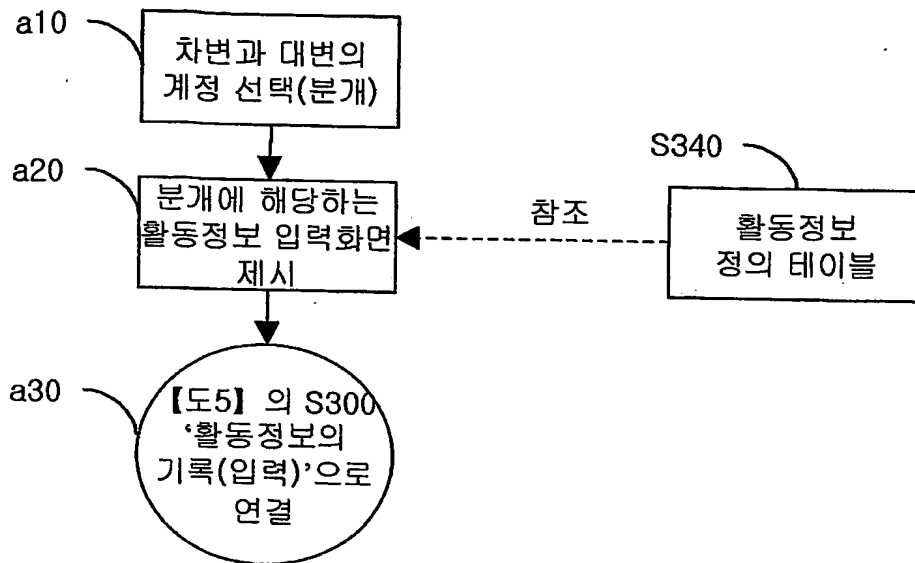 a10
차변과 대변의
계정 선택(분개)
S340
a20
분개에 해당하는
활동정보 입력화면
제시
참조
활동정보
정의 테이블
a30
【도5】의 S300
‘활동정보의
기록(입력)’으로
연결